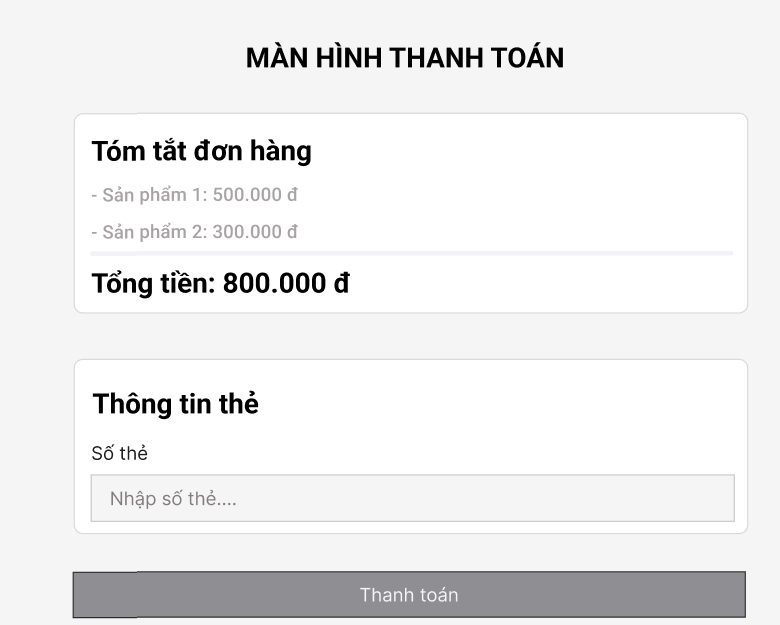 MÀN HÌNH THANH TOÁN
Tóm tắt đơn hàng
- Sản phẩm 1: 500.000 đ
- Sản phẩm 2: 300.000 đ
Tổng tiền: 800.000 đ
Thông tin thẻ
Số thẻ
Nhập số thẻ....
Thanh toán